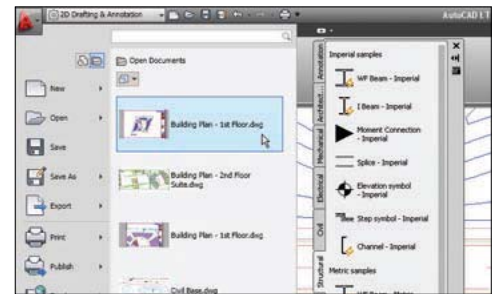 2D Drafting & Annotation
AutoCAD LT
Open Documents
New
Open
Save
Save As
Export
Print
Publish
Building Plan - 1st Floor.dwg
Building Plan - 2nd Floor
Suite.dwg
Building Plan - 1st Floor.dwg
Civil Base.dwg
Annotation
Architect...
Mechanical
Electrical
Civil
Structural
Imperial samples
WF Beam - Imperial
I Beam - Imperial
Moment Connection
- Imperial
Splice - Imperial
Elevation symbol
- Imperial
Step symbol - Imperial
Channel - Imperial
Metric samples